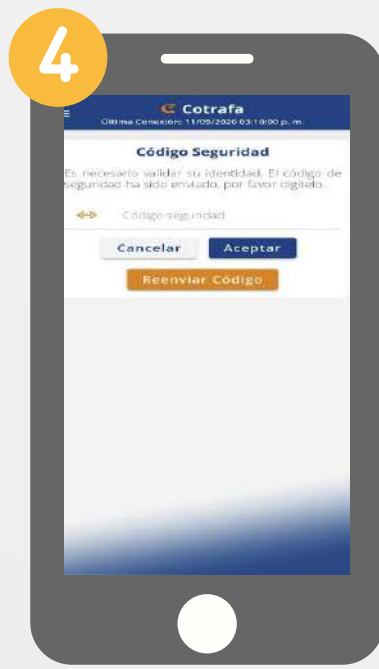 4
Cotrafa
Última Conexión: 11/09/2020 03:18:00 p. m.
Código Seguridad
Es necesario validar su identidad. El código de
seguridad ha sido enviado, por favor digítelo.
Código seguridad
Cancelar Aceptar
Reenviar Código